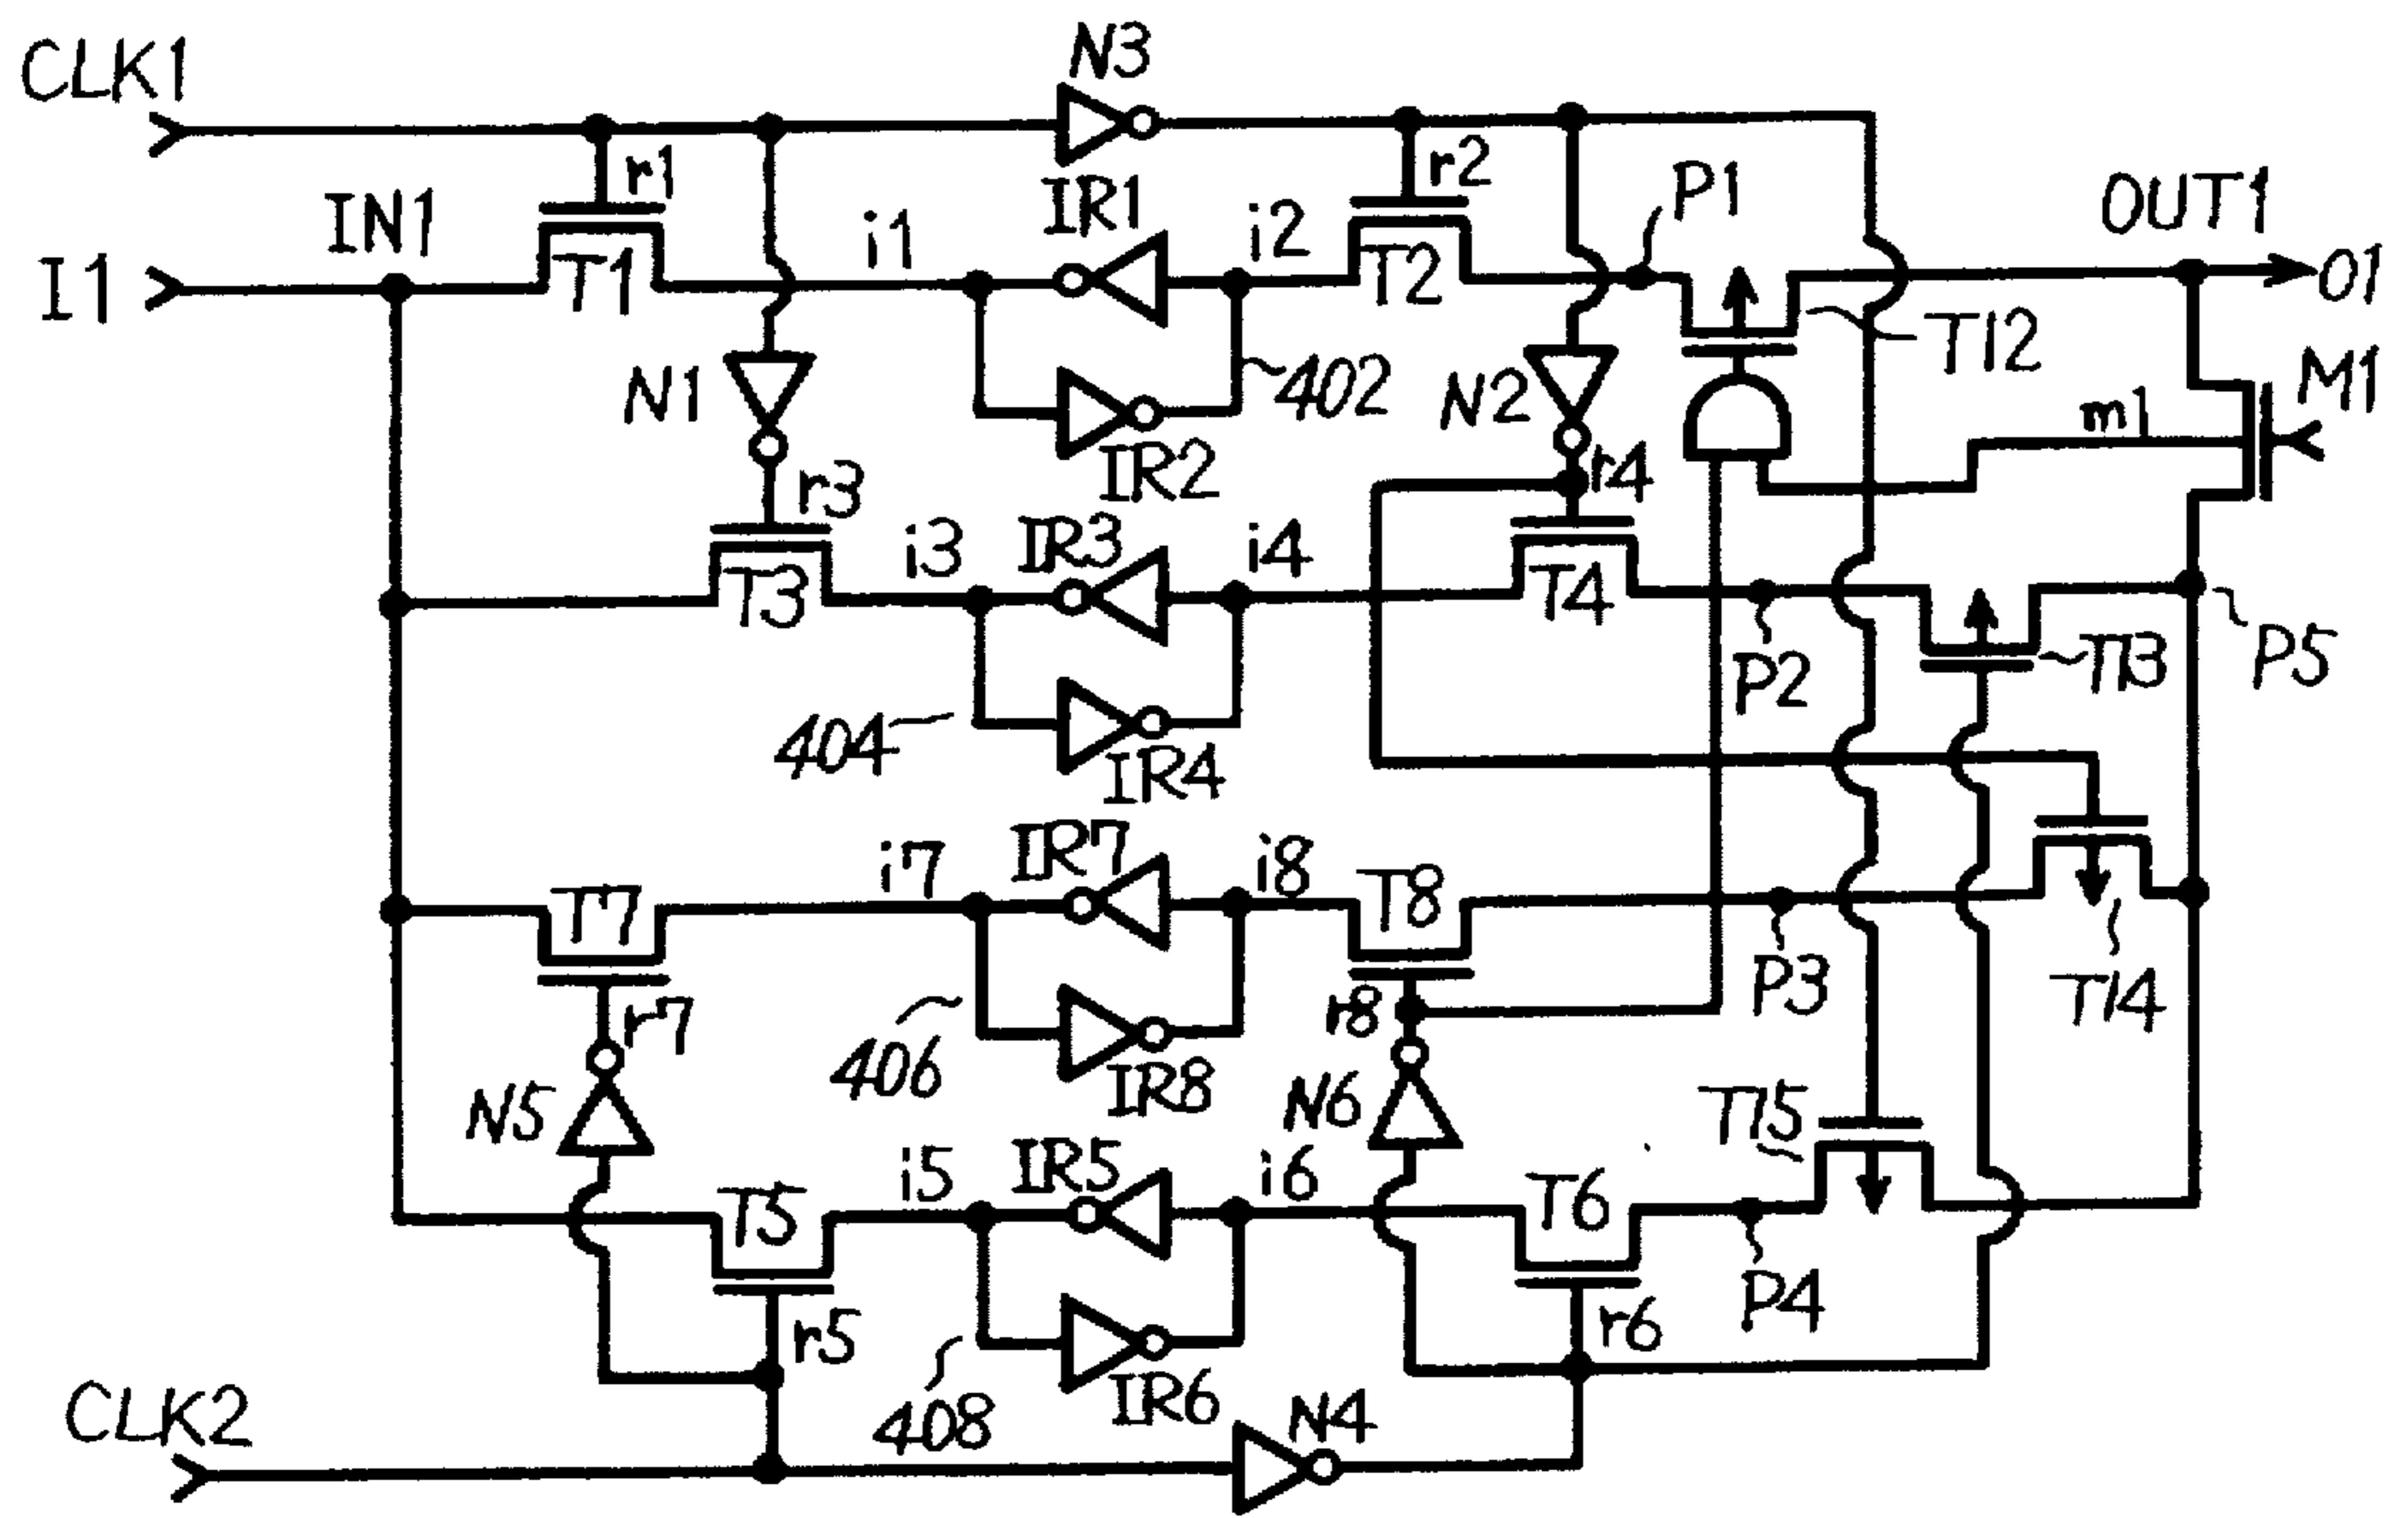 CLK1
N3
r1
r2
P1
OUT1
IN1
IR1
i1
i2
I1
T1
T2
O1
T12
N1
402
N2
M1
m1
IR2
r3
r4
i3
IR3
i4
T3
T4
P2
T13
P5
404
IR4
i7
IR7
i8
T7
T8
P3
T14
r7
r8
406
IR8
N5
N6
T15
i5
IR5
i6
T5
T6
P4
r5
r6
408
IR6
N4
CLK2